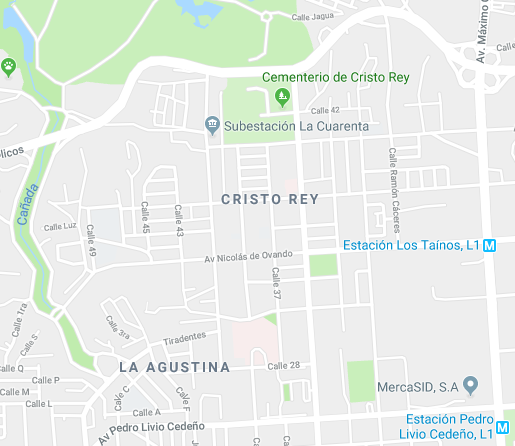 Calle Jagua
Av. Máximo G
Cementerio de Cristo Rey
Calle 42
Subestación La Cuarenta
olicos
Cañada
Calle Ramón Cáceres
CRISTO REY
Calle Luz
Calle 45
Calle 43
Calle 49
Estación Los Taínos, L1
Av Nicolás de Ovando
Calle 37
Calle 1ra
Calle S
Calle 3ra
Tiradentes
LA AGUSTINA
Calle 28
Calle Q
Calle P
Calle M
Calle L
Calle C
Calle F
Calle A
MercaSID, S.A
Av Pedro Livio Cedeño
Estación Pedro
Livio Cedeño, L1